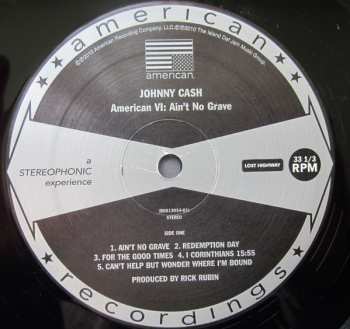 american
℗©2010 American Recording Company, LLC ©2010 The Island Def Jam Music Group
american.
JOHNNY CASH
American VI: Ain't No Grave
a
STEREOPHONIC
experience
LOST HIGHWAY
33 1/3
RPM
STEREO
SIDE ONE
1. AIN'T NO GRAVE 2. REDEMPTION DAY
3. FOR THE GOOD TIMES 4. I CORINTHIANS 15:55
5. CAN'T HELP BUT WONDER WHERE I'M BOUND
PRODUCED BY RICK RUBIN
recordings